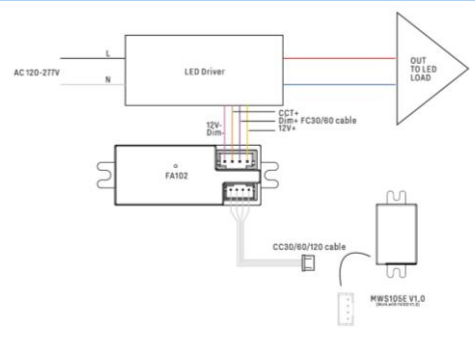 L
AC 120-277V
N
LED Driver
OUT
TO LED
LOAD
CCT+
Dim+ FC30/60 cable
12V+
12V-
Dim-
FA102
CC30/60/120 cable
MWS105E V1.0